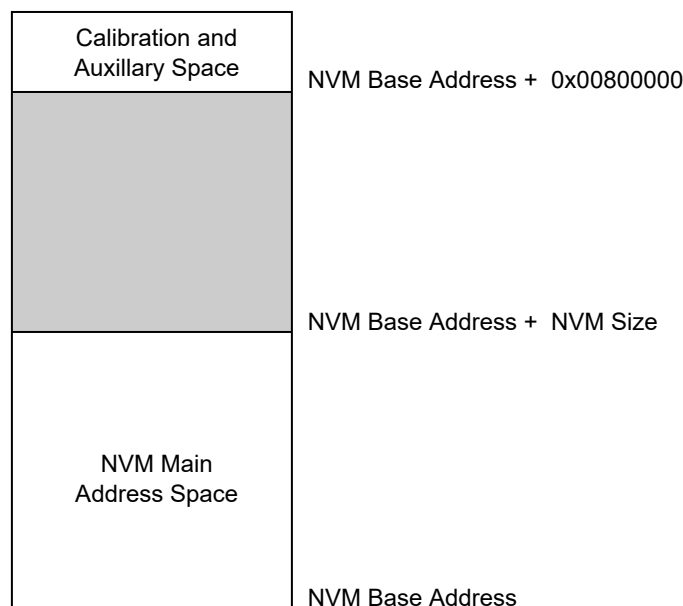 Calibration and
Auxillary Space
NVM Base Address + 0x00800000
NVM Base Address + NVM Size
NVM Main
Address Space
NVM Base Address